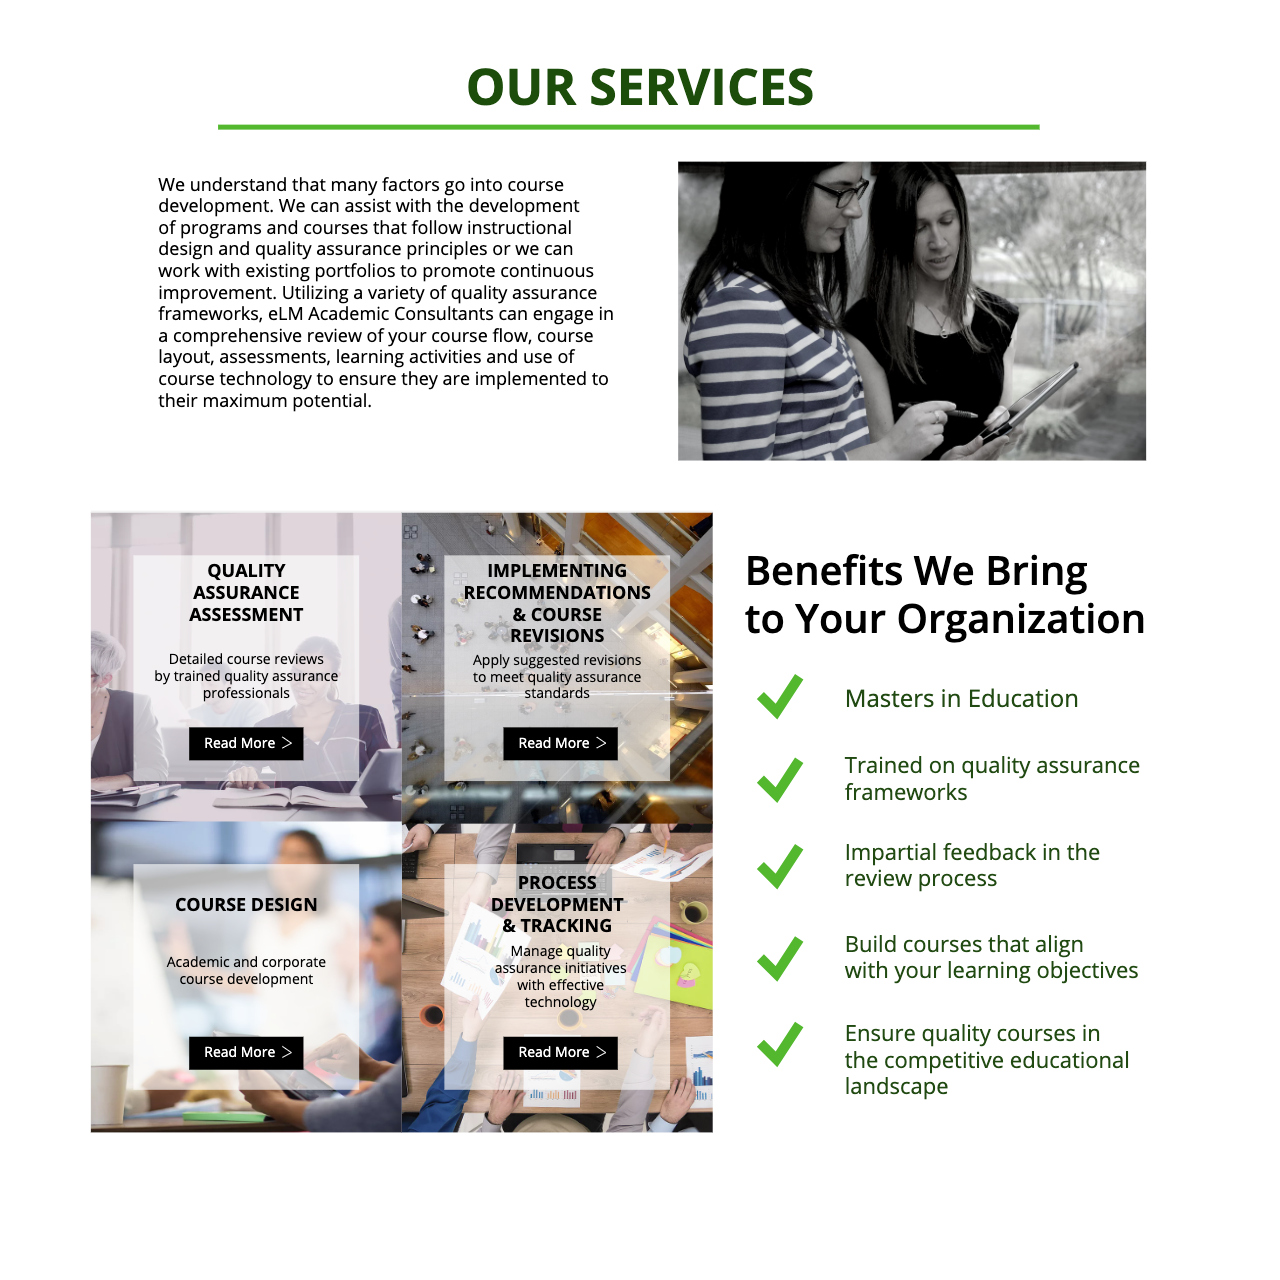 OUR SERVICES
We understand that many factors go into course
development. We can assist with the development
of programs and courses that follow instructional
design and quality assurance principles or we can
work with existing portfolios to promote continuous
improvement. Utilizing a variety of quality assurance
frameworks, eLM Academic Consultants can engage in
a comprehensive review of your course flow, course
layout, assessments, learning activities and use of
course technology to ensure they are implemented to
their maximum potential.
QUALITY
ASSURANCE
ASSESSMENT
Detailed course reviews
by trained quality assurance
professionals
Read More >
IMPLEMENTING
RECOMMENDATIONS
& COURSE
REVISIONS
Apply suggested revisions
to meet quality assurance
standards
Read More >
COURSE DESIGN
Academic and corporate
course development
Read More >
PROCESS
DEVELOPMENT
& TRACKING
Manage quality
assurance initiatives
with effective
technology
Read More >
Benefits We Bring
to Your Organization
Masters in Education
Trained on quality assurance
frameworks
Impartial feedback in the
review process
Build courses that align
with your learning objectives
Ensure quality courses in
the competitive educational
landscape